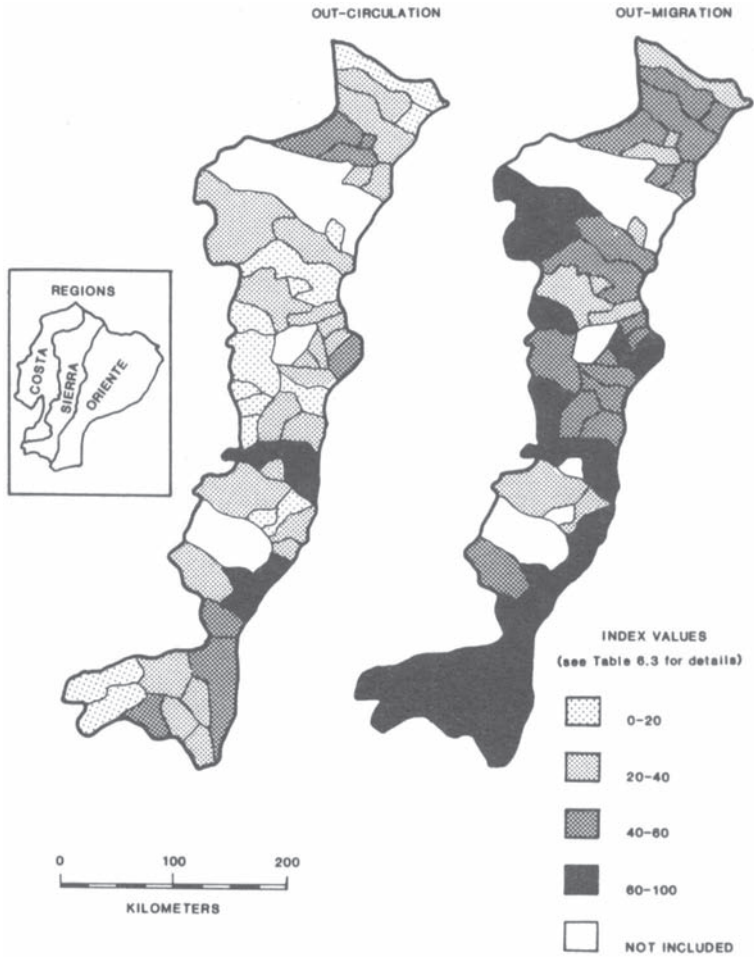 OUT-CIRCULATION
OUT-MIGRATION
REGIONS
COSTA
SIERRA
ORIENTE
INDEX VALUES
(see Table 6.3 for details)
0-20
20-40
40-60
60-100
NOT INCLUDED
0 100 200
KILOMETERS